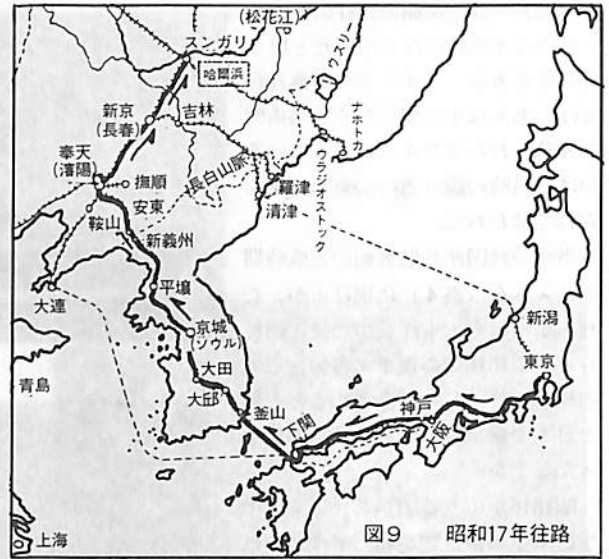 (松花江)
スンガリ
哈爾浜
ウスリー
新京
(長春)
吉林
ナホトカ
奉天
(瀋陽)
撫順
長白山脈
羅津
ウラジオストック
安東
清津
鞍山
新義州
大連
平壌
新潟
京城
(ソウル)
東京
大田
青島
大邱
釜山
神戸
下関
大阪
上海
図9 昭和17年往路